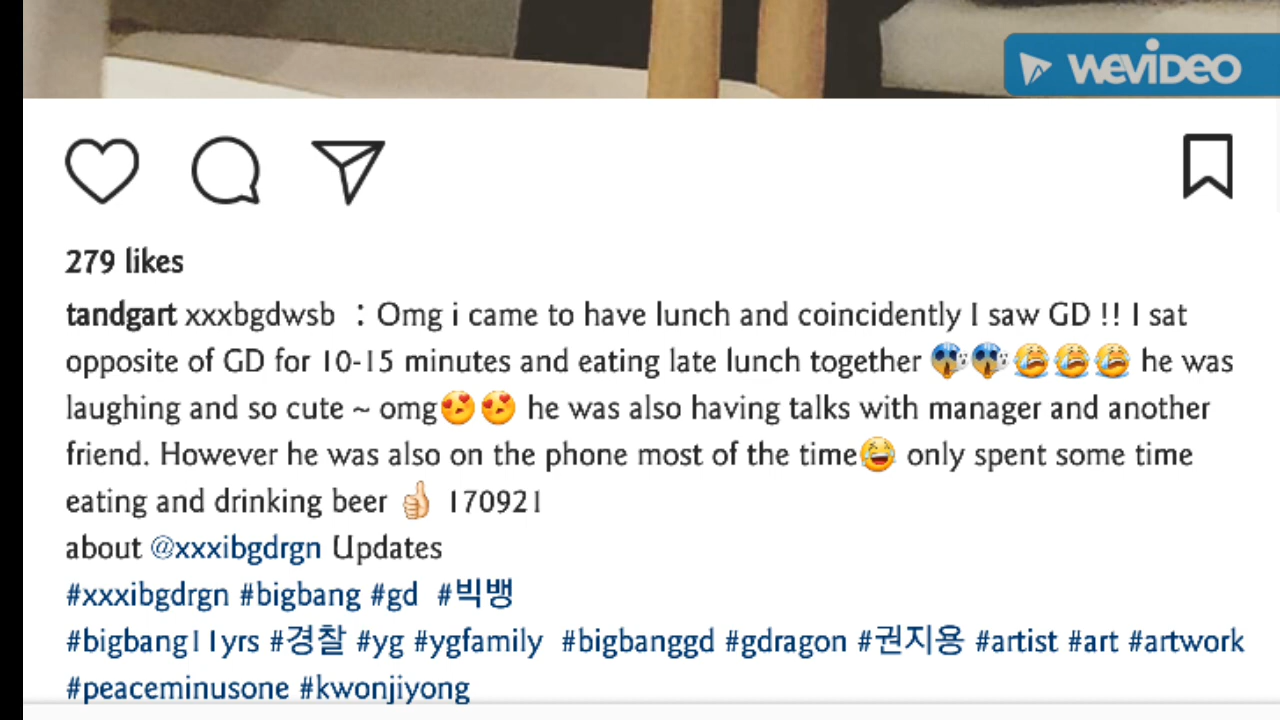 WeVideo
279 likes
tandgart xxxbgdwsb : Omg i came to have lunch and coincidently I saw GD !! I sat
opposite of GD for 10-15 minutes and eating late lunch together 😱😱😭😭😭 he was
laughing and so cute ~ omg😍😍 he was also having talks with manager and another
friend. However he was also on the phone most of the time😂 only spent some time
eating and drinking beer 👍🏻 170921
about @xxxibgdrgn Updates
#xxxibgdrgn #bigbang #gd #빅뱅
#bigbang11yrs #경찰 #yg #ygfamily #bigbanggd #gdragon #권지용 #artist #art #artwork
#peaceminusone #kwonjiyong